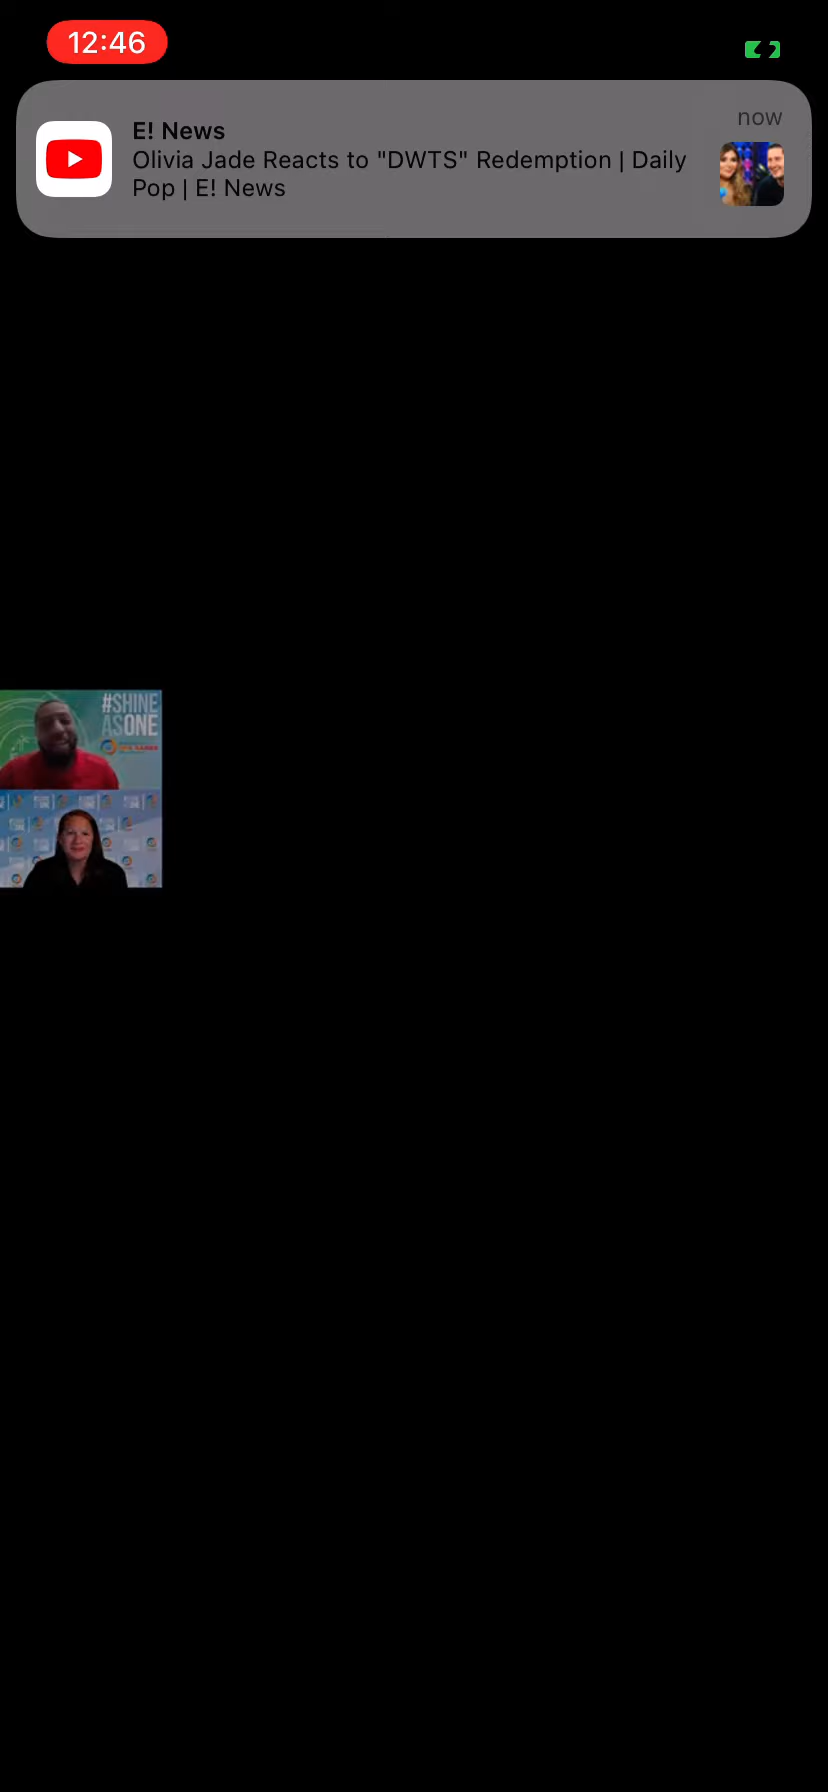 12:46
E! News
now
Olivia Jade Reacts to "DWTS" Redemption | Daily
Pop | E! News
#SHINE
ASONE